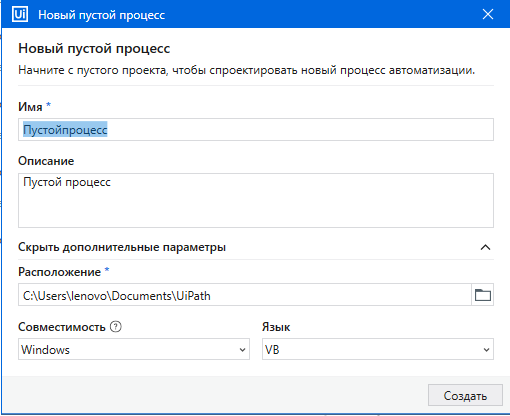 Ui Новый пустой процесс
Новый пустой процесс
Начните с пустого проекта, чтобы спроектировать новый процесс автоматизации.
Имя *
Пустойпроцесс
Описание
Пустой процесс
Скрыть дополнительные параметры
Расположение *
C:\Users\lenovo\Documents\UiPath
Совместимость ? Язык
Windows VB
Создать